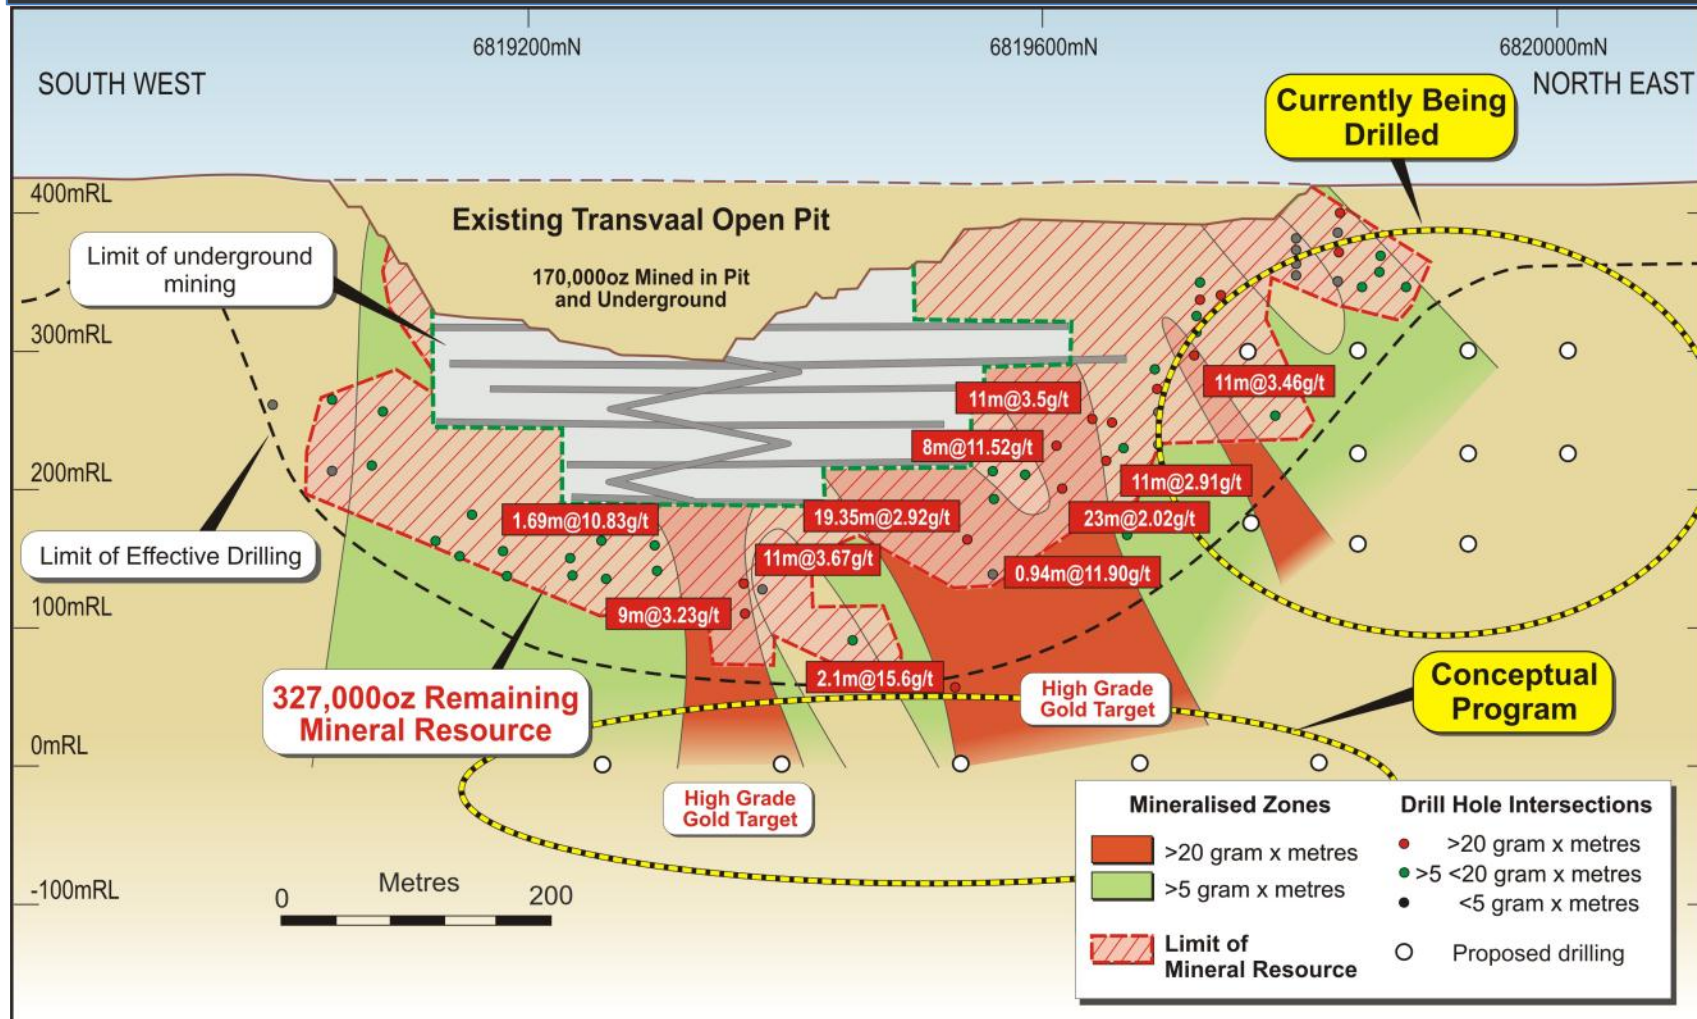 6819200mN
6819600mN
6820000mN
SOUTH WEST
NORTH EAST
Currently Being
Drilled
400mRL
Existing Transvaal Open Pit
170,000oz Mined in Pit
and Underground
Limit of underground
mining
300mRL
11m@3.46g/t
11m@3.5g/t
8m@11.52g/t
200mRL
11m@2.91g/t
1.69m@10.83g/t
19.35m@2.92g/t
23m@2.02g/t
Limit of Effective Drilling
11m@3.67g/t
0.94m@11.90g/t
100mRL
9m@3.23g/t
2.1m@15.6g/t
327,000oz Remaining
Mineral Resource
High Grade
Gold Target
Conceptual
Program
0mRL
High Grade
Gold Target
-100mRL
Metres
0
200
Mineralised Zones
>20 gram x metres
>5 gram x metres
Limit of
Mineral Resource
Drill Hole Intersections
>20 gram x metres
>5 <20 gram x metres
<5 gram x metres
Proposed drilling